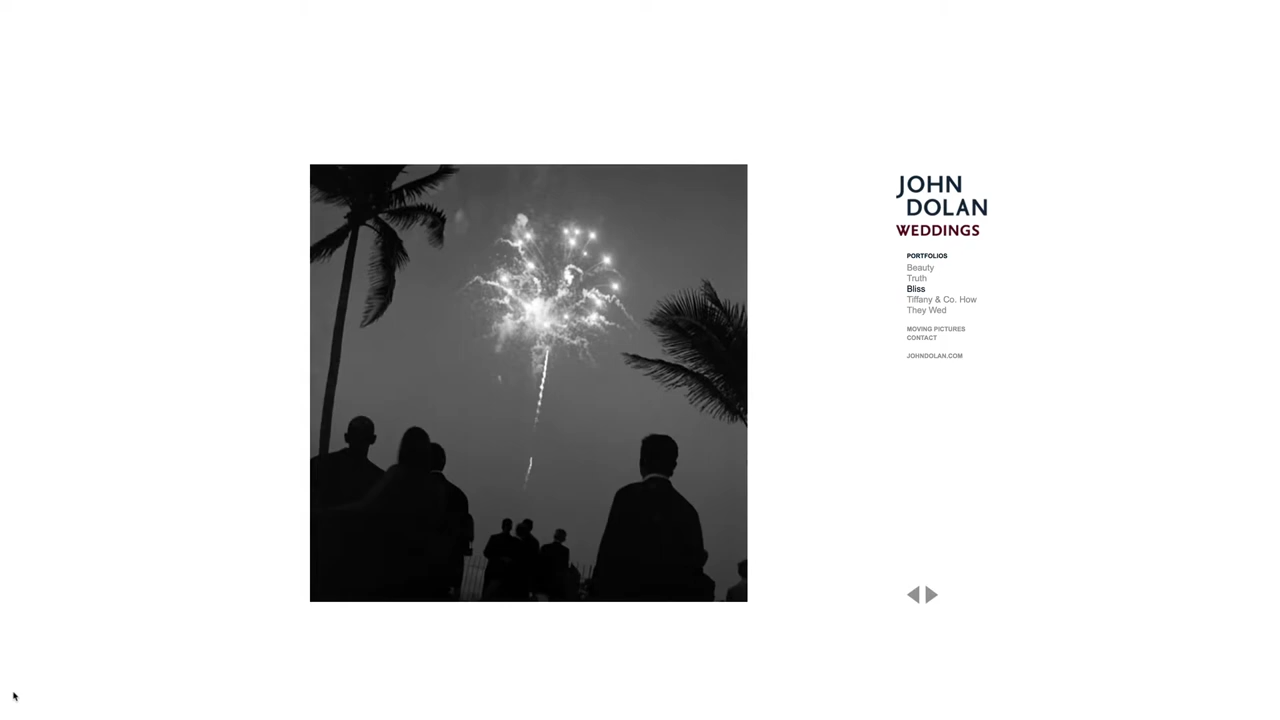 JOHN
DOLAN
WEDDINGS
PORTFOLIOS
Beauty
Truth
Bliss
Tiffany & Co. How
They Wed
MOVING PICTURES
CONTACT
JOHNDOLAN.COM